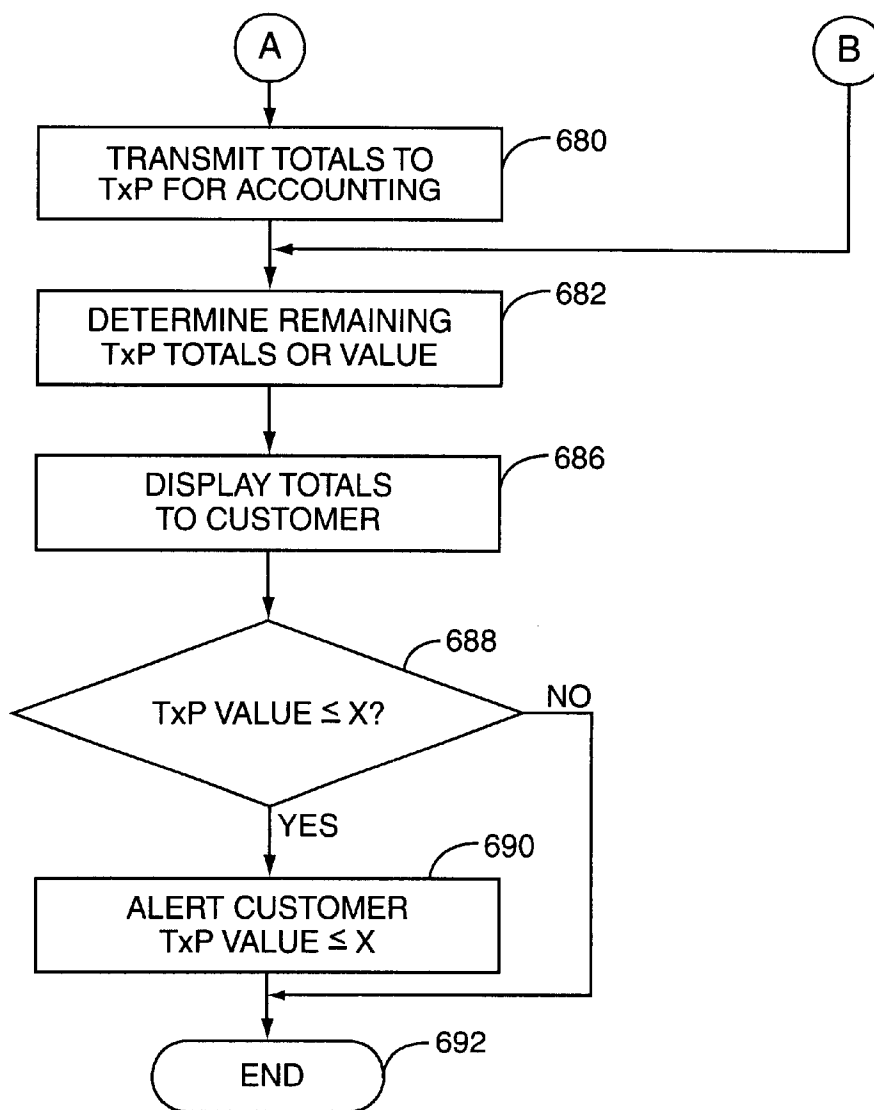 A
B
680
TRANSMIT TOTALS TO
TxP FOR ACCOUNTING
682
DETERMINE REMAINING
TxP TOTALS OR VALUE
686
DISPLAY TOTALS
TO CUSTOMER
688
TxP VALUE ≤ X?
NO
YES
690
ALERT CUSTOMER
TxP VALUE ≤ X
END
692